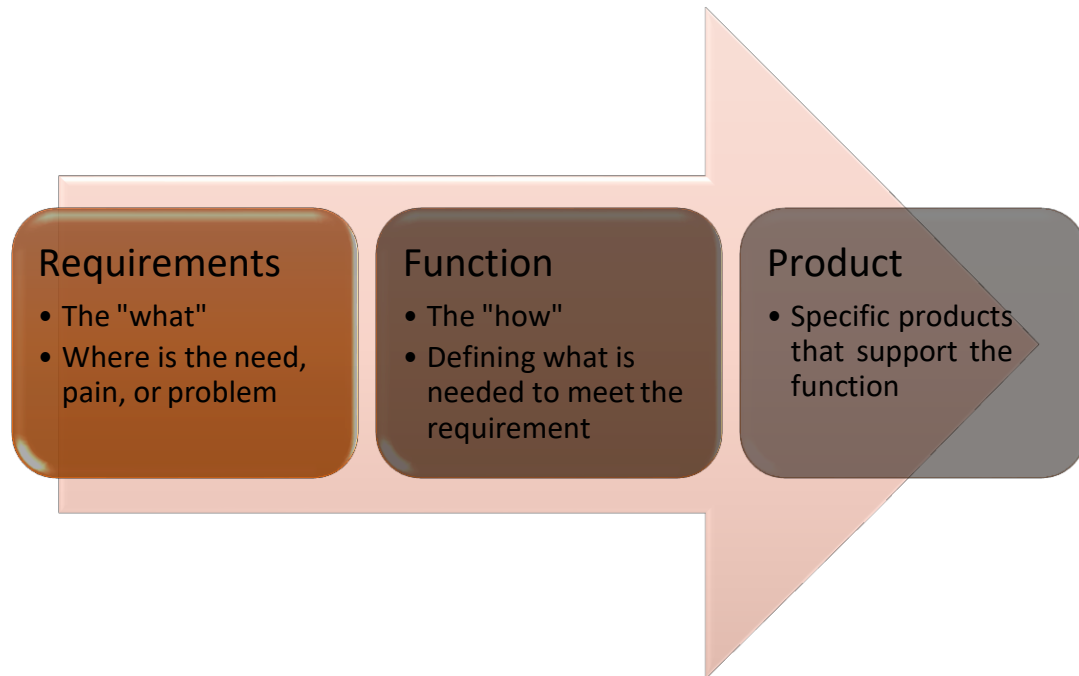 Requirements
• The "what"
• Where is the need,
pain, or problem
Function
• The "how"
• Defining what is
needed to meet the
requirement
Product
• Specific products
that support the
function